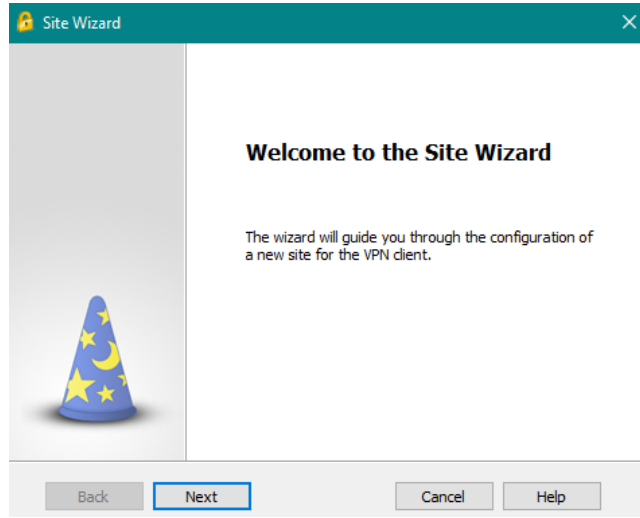 Site Wizard
Welcome to the Site Wizard
The wizard will guide you through the configuration of
a new site for the VPN client.
Back Next Cancel Help